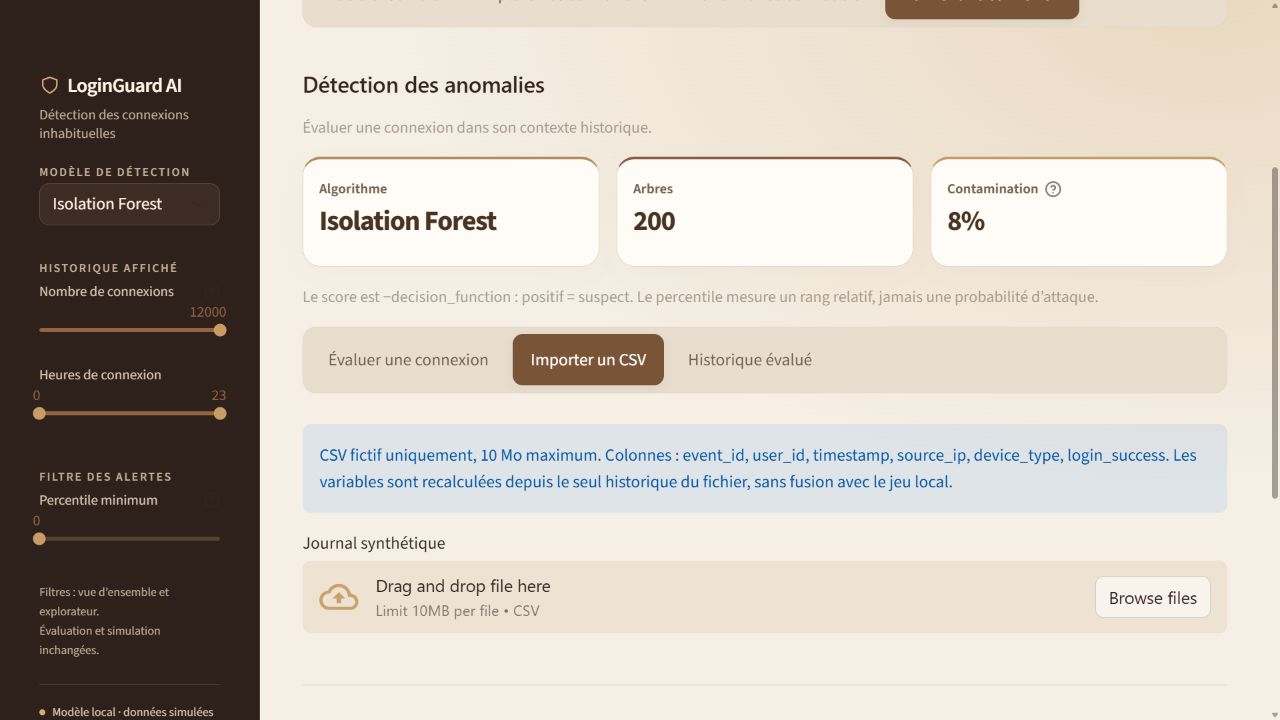 LoginGuard AI
Détection des connexions
inhabituelles
MODÈLE DE DÉTECTION
Isolation Forest
HISTORIQUE AFFICHÉ
Nombre de connexions
12000
Heures de connexion
0 23
FILTRE DES ALERTES
Percentile minimum
0
Filtres : vue d’ensemble et
explorateur.
Évaluation et simulation
inchangées.
Modèle local · données simulées
Détection des anomalies
Évaluer une connexion dans son contexte historique.
Algorithme
Isolation Forest
Arbres
200
Contamination
8%
Le score est −decision_function : positif = suspect. Le percentile mesure un rang relatif, jamais une probabilité d’attaque.
Évaluer une connexion Importer un CSV Historique évalué
CSV fictif uniquement, 10 Mo maximum. Colonnes : event_id, user_id, timestamp, source_ip, device_type, login_success. Les
variables sont recalculées depuis le seul historique du fichier, sans fusion avec le jeu local.
Journal synthétique
Drag and drop file here
Limit 10MB per file • CSV
Browse files